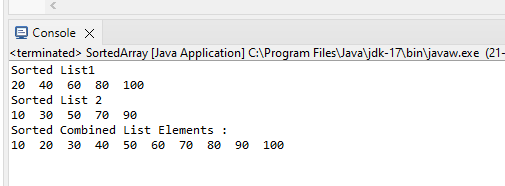 Console
<terminated> SortedArray [Java Application] C:\Program Files\Java\jdk-17\bin\javaw.exe (21-
Sorted List1
20 40 60 80 100
Sorted List 2
10 30 50 70 90
Sorted Combined List Elements :
10 20 30 40 50 60 70 80 90 100